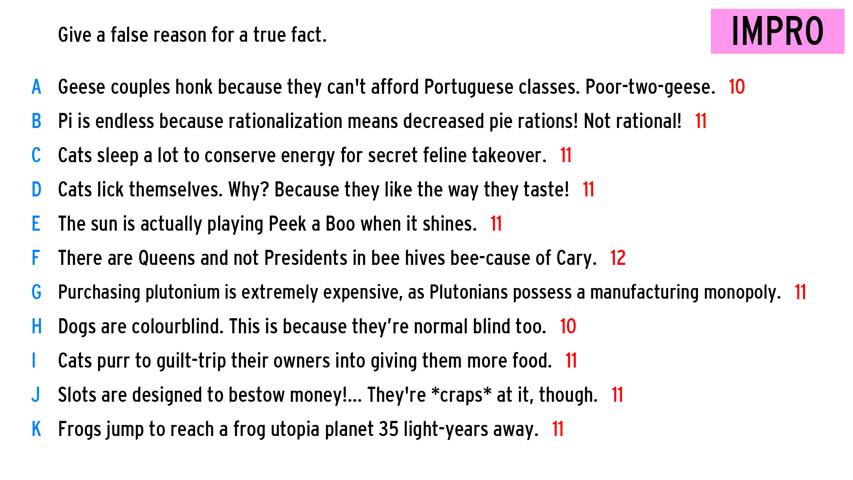 Give a false reason for a true fact.
IMPRO
A Geese couples honk because they can't afford Portuguese classes. Poor-two-geese. 10
B Pi is endless because rationalization means decreased pie rations! Not rational! 11
C Cats sleep a lot to conserve energy for secret feline takeover. 11
D Cats lick themselves. Why? Because they like the way they taste! 11
E The sun is actually playing Peek a Boo when it shines. 11
F There are Queens and not Presidents in bee hives bee-cause of Cary. 12
G Purchasing plutonium is extremely expensive, as Plutonians possess a manufacturing monopoly. 11
H Dogs are colourblind. This is because they’re normal blind too. 10
I Cats purr to guilt-trip their owners into giving them more food. 11
J Slots are designed to bestow money!... They're *craps* at it, though. 11
K Frogs jump to reach a frog utopia planet 35 light-years away. 11